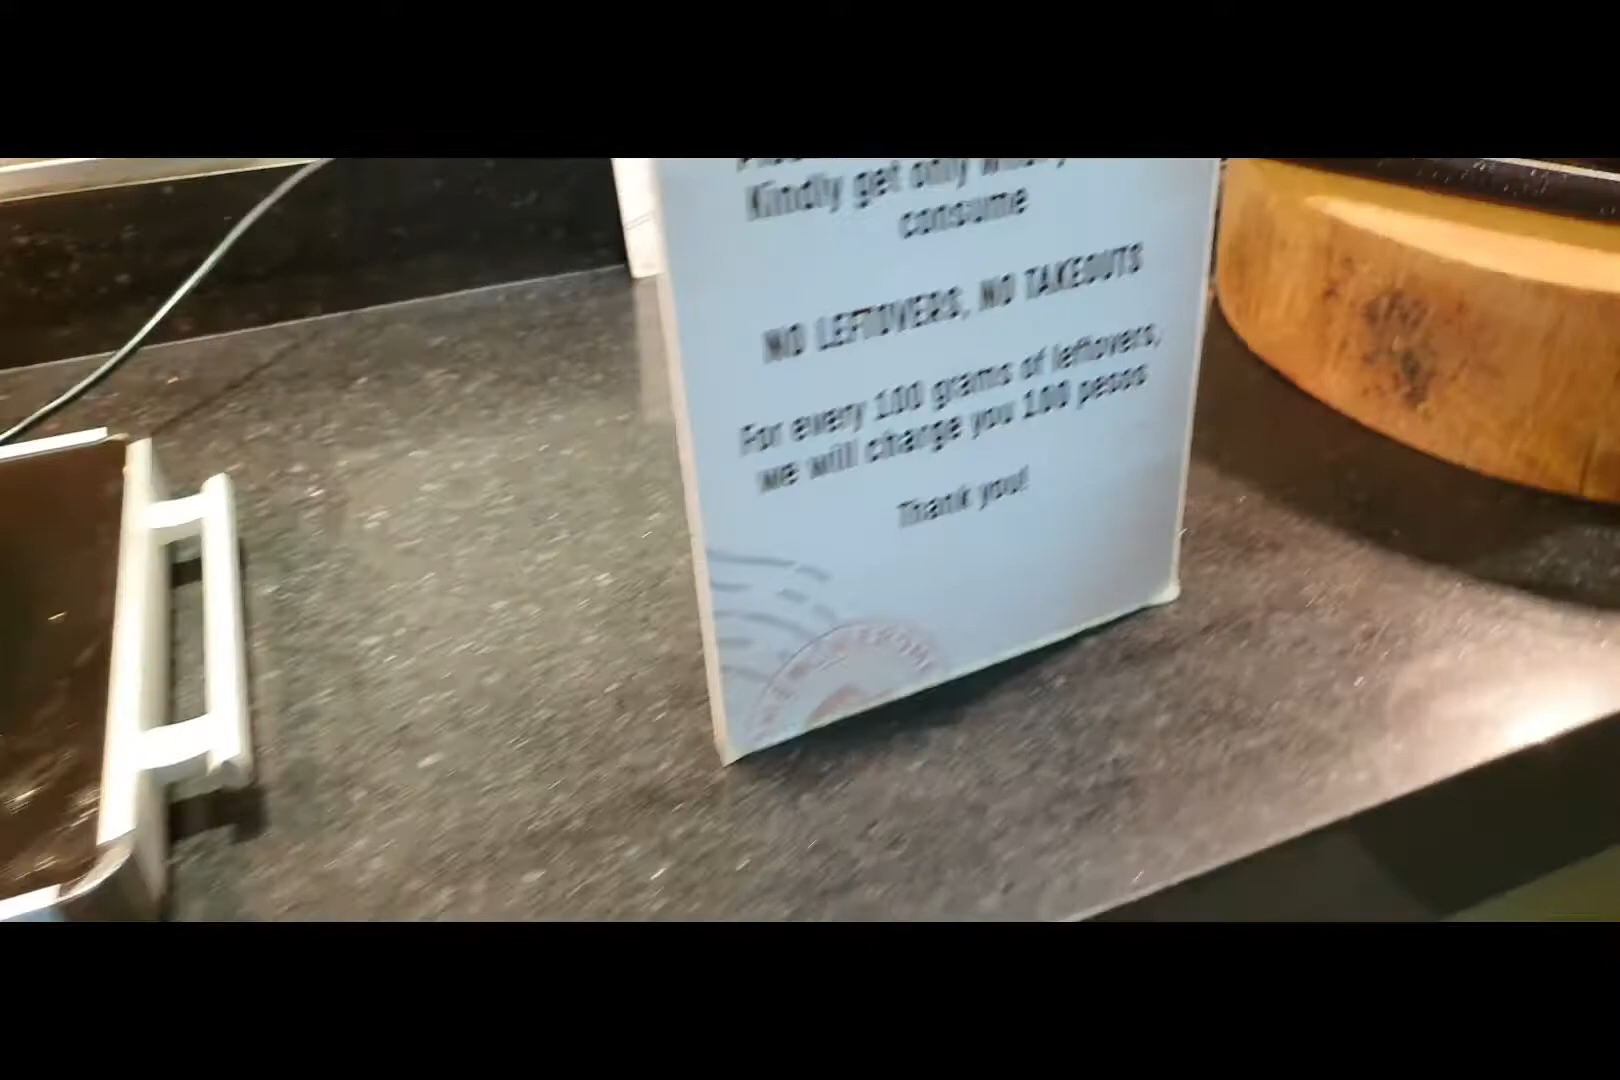 Kindly get only
consume
NO LEFTOVERS, NO TAKEOUTS
For every 100 grams of leftovers,
we will charge you 100 pesos
Thank you!